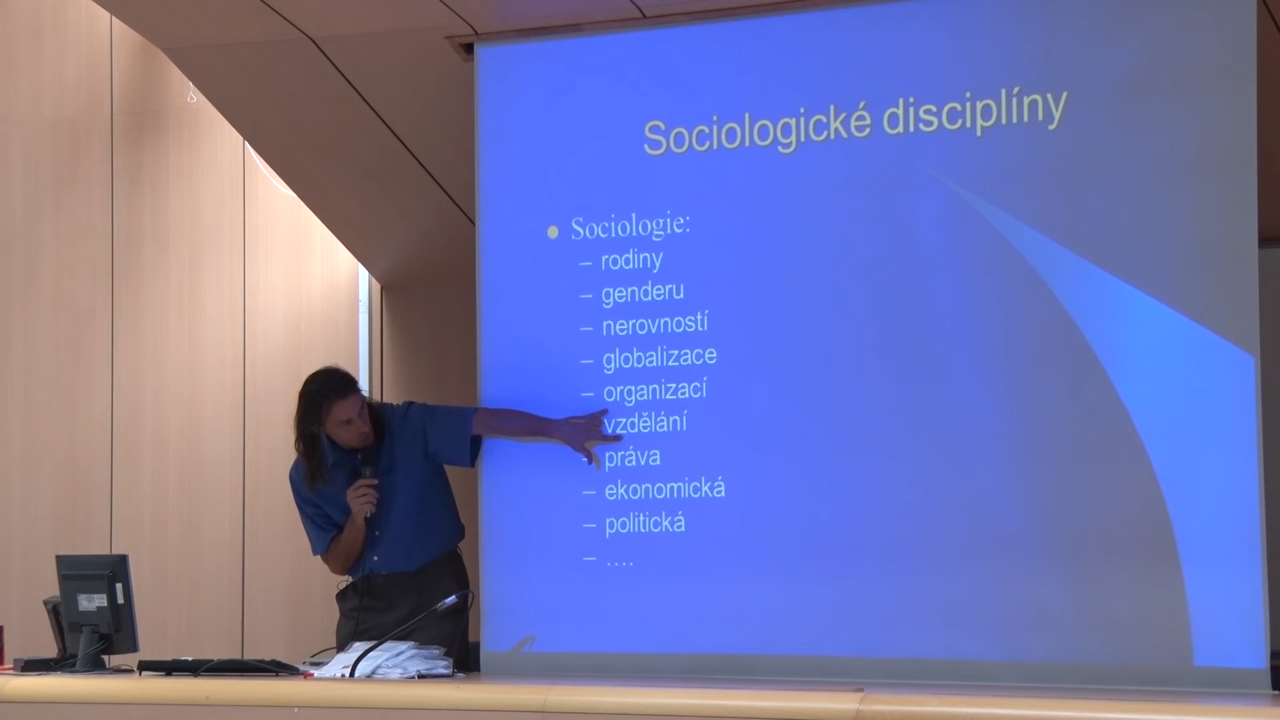 Sociologické disciplíny
• Sociologie:
– rodiny
– genderu
– nerovností
– globalizace
– organizací
vzdělání
– práva
– ekonomická
– politická
– ….